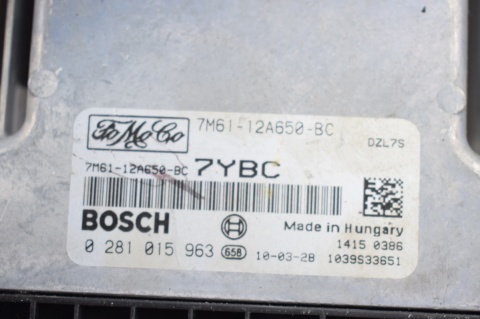 FoMoCo 7M61-12A650-BC
DZL7S
7M61-12A650-BC 7YBC
BOSCH Made in Hungary
1415 0386
0 281 015 963 658 10-03-28 1039S33651